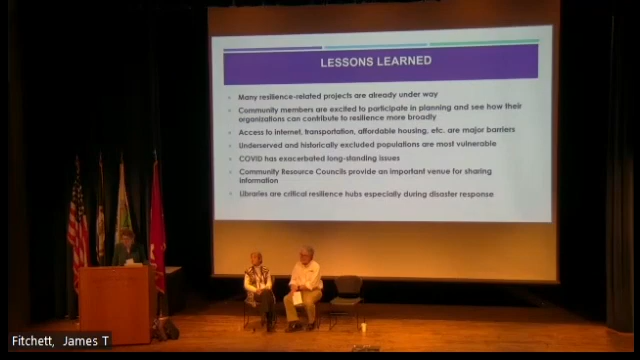 LESSONS LEARNED
Many resilience-related projects are already under way
Community members are excited to participate in planning and see how their
organizations can contribute to resilience more broadly
Access to internet, transportation, affordable housing, etc. are major barriers
Underserved and historically excluded populations are most vulnerable
COVID has exacerbated long-standing issues
Community Resource Councils provide an important venue for sharing
information
Libraries are critical resilience hubs especially during disaster response
Fitchett, James T